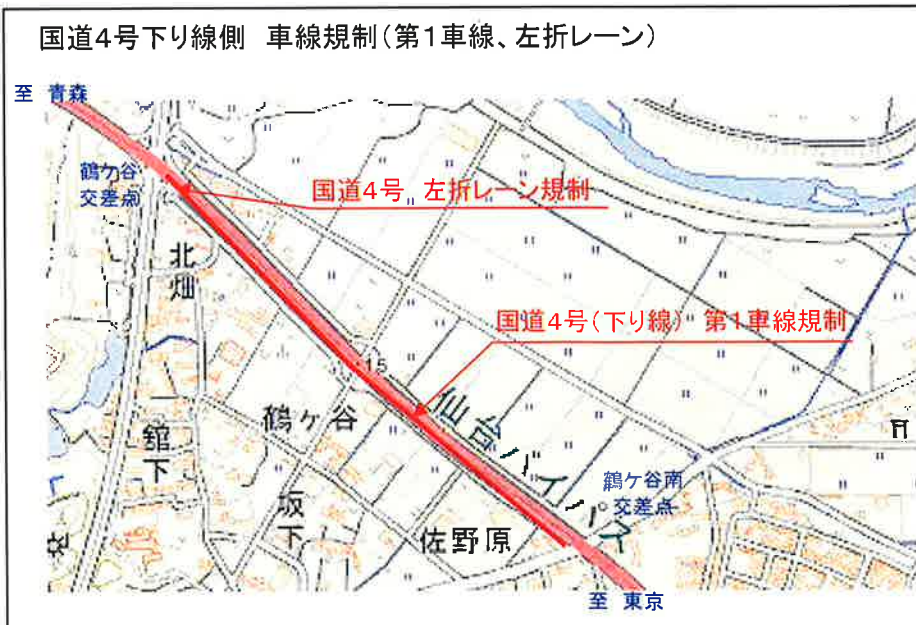 国道4号下り線側 車線規制(第1車線、左折レーン)
至 青森
鶴ケ谷
交差点
国道4号 左折レーン規制
北畑
国道4号(下り線) 第1車線規制
15
仙台バイパス
鶴ヶ谷
舘下
坂下
佐野原
鶴ケ谷南
交差点
至 東京